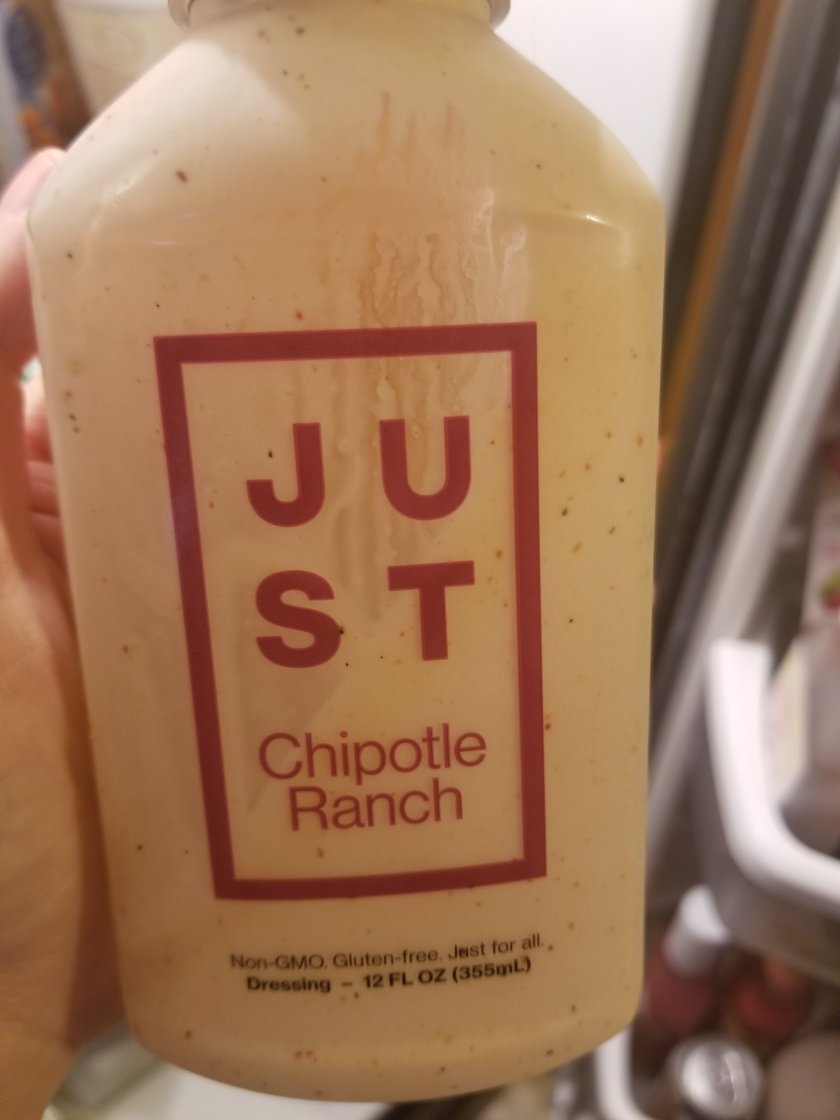 JU
ST
Chipotle
Ranch
Non-GMO. Gluten-free. Just for all.
Dressing – 12 FL OZ (355mL)